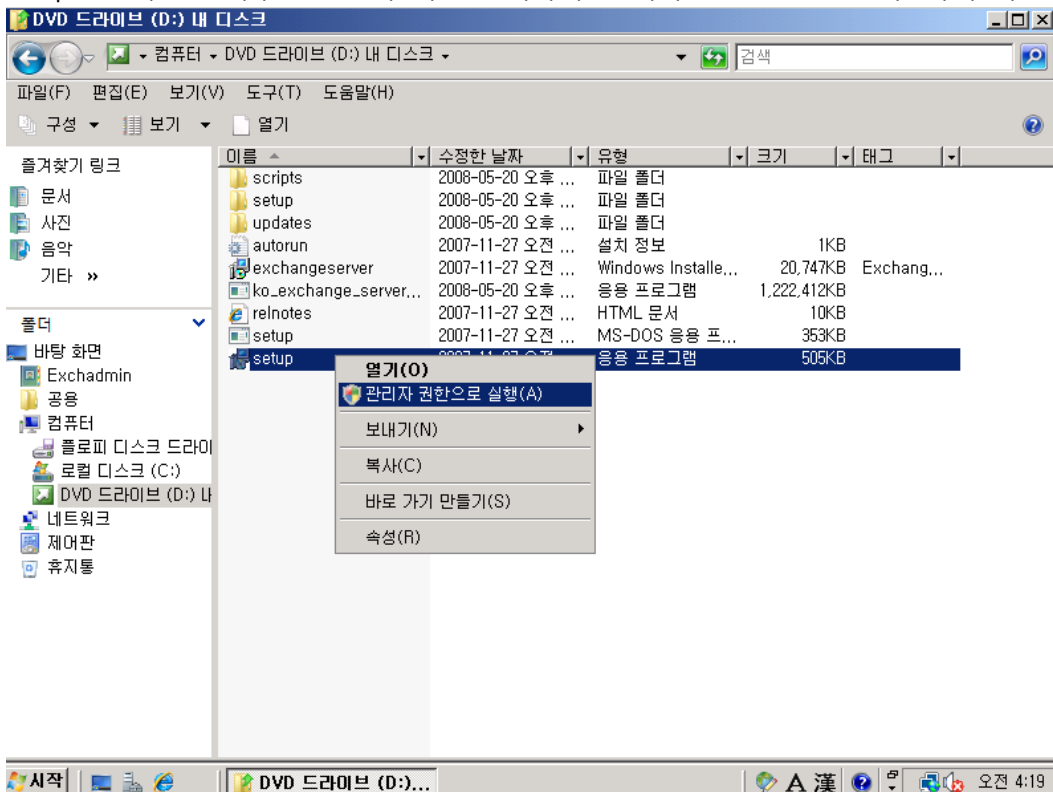 DVD 드라이브 (D:) 내 디스크
컴퓨터 DVD 드라이브 (D:) 내 디스크
검색
파일(F) 편집(E) 보기(V) 도구(T) 도움말(H)
구성 보기 열기
즐겨찾기 링크
문서
사진
음악
기타 »
폴더
바탕 화면
Exchadmin
공용
컴퓨터
플로피 디스크 드라이
로컬 디스크 (C:)
DVD 드라이브 (D:) 내
네트워크
제어판
휴지통
이름 수정한 날짜 유형 크기 태그
scripts 2008-05-20 오후 ... 파일 폴더
setup 2008-05-20 오후 ... 파일 폴더
updates 2008-05-20 오후 ... 파일 폴더
autorun 2007-11-27 오전 ... 설치 정보 1KB
exchangeserver 2007-11-27 오전 ... Windows Installe... 20,747KB Exchang...
ko_exchange_server... 2008-05-20 오후 ... 응용 프로그램 1,222,412KB
relnotes 2007-11-27 오전 ... HTML 문서 10KB
setup 2007-11-27 오전 ... MS-DOS 응용 프... 353KB
setup 응용 프로그램 505KB
열기(O)
관리자 권한으로 실행(A)
보내기(N)
복사(C)
바로 가기 만들기(S)
속성(R)
시작 DVD 드라이브 (D:)... A 漢 오전 4:19